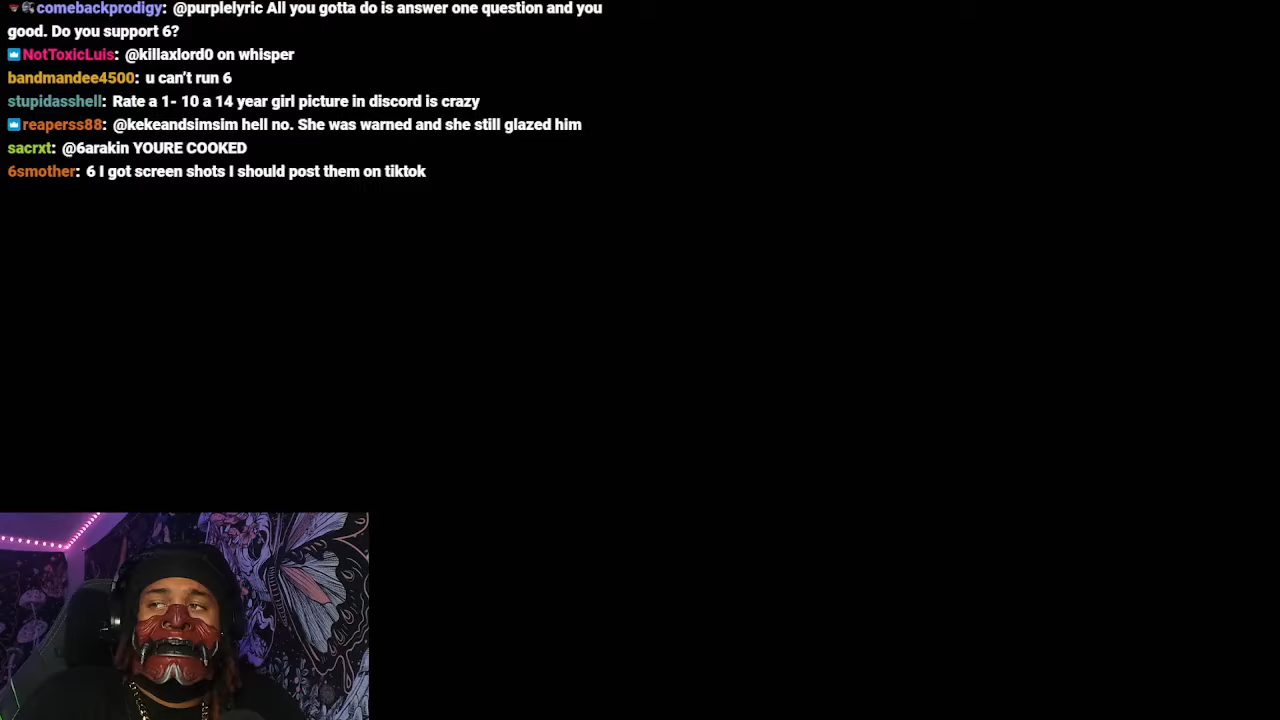 comebackprodigy: @purplelyric All you gotta do is answer one question and you
good. Do you support 6?
NotToxicLuis: @killaxlord0 on whisper
bandmandee4500: u can't run 6
stupidasshell: Rate a 1- 10 a 14 year girl picture in discord is crazy
reaperss88: @kekeandsimsim hell no. She was warned and she still glazed him
sacrxt: @6arakin YOURE COOKED
6smother: 6 I got screen shots I should post them on tiktok